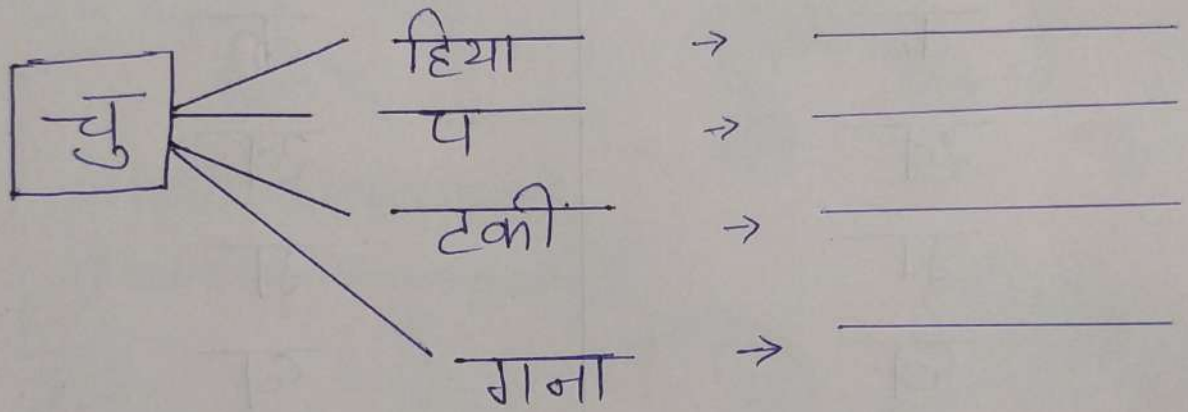 चु
हिया →
प →
टकी →
गना →